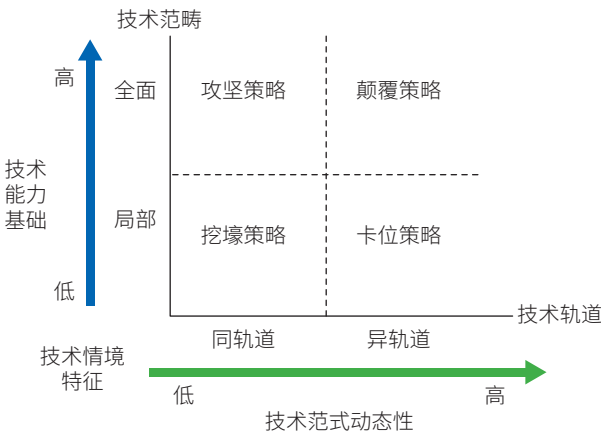 技术范畴
高
全面
攻坚策略
颠覆策略
技术
能力
基础
局部
挖壕策略
卡位策略
低
技术轨道
同轨道
异轨道
技术情境
特征
低
高
技术范式动态性